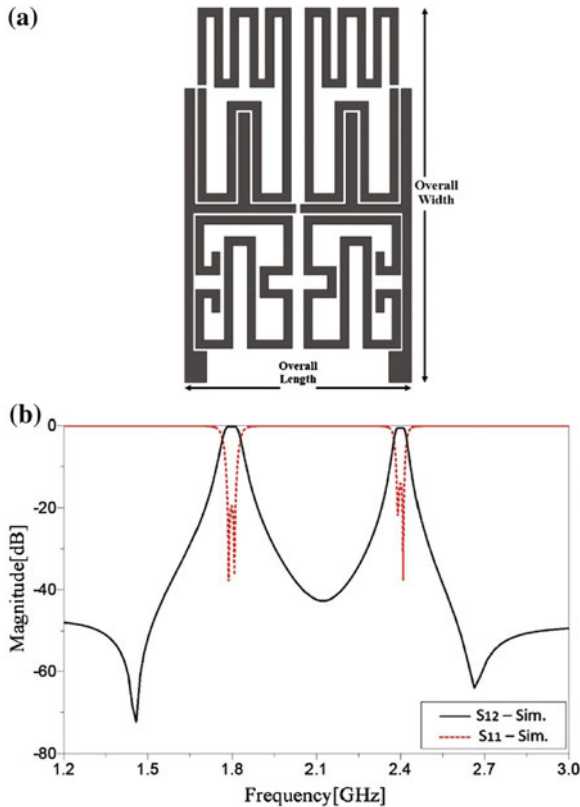 (a)
Overall
Width
Overall
Length
(b)
0
-20
-40
-60
-80
Magnitude[dB]
S12 – Sim.
S11 – Sim.
1.2
1.5
1.8
2.1
2.4
2.7
3.0
Frequency[GHz]